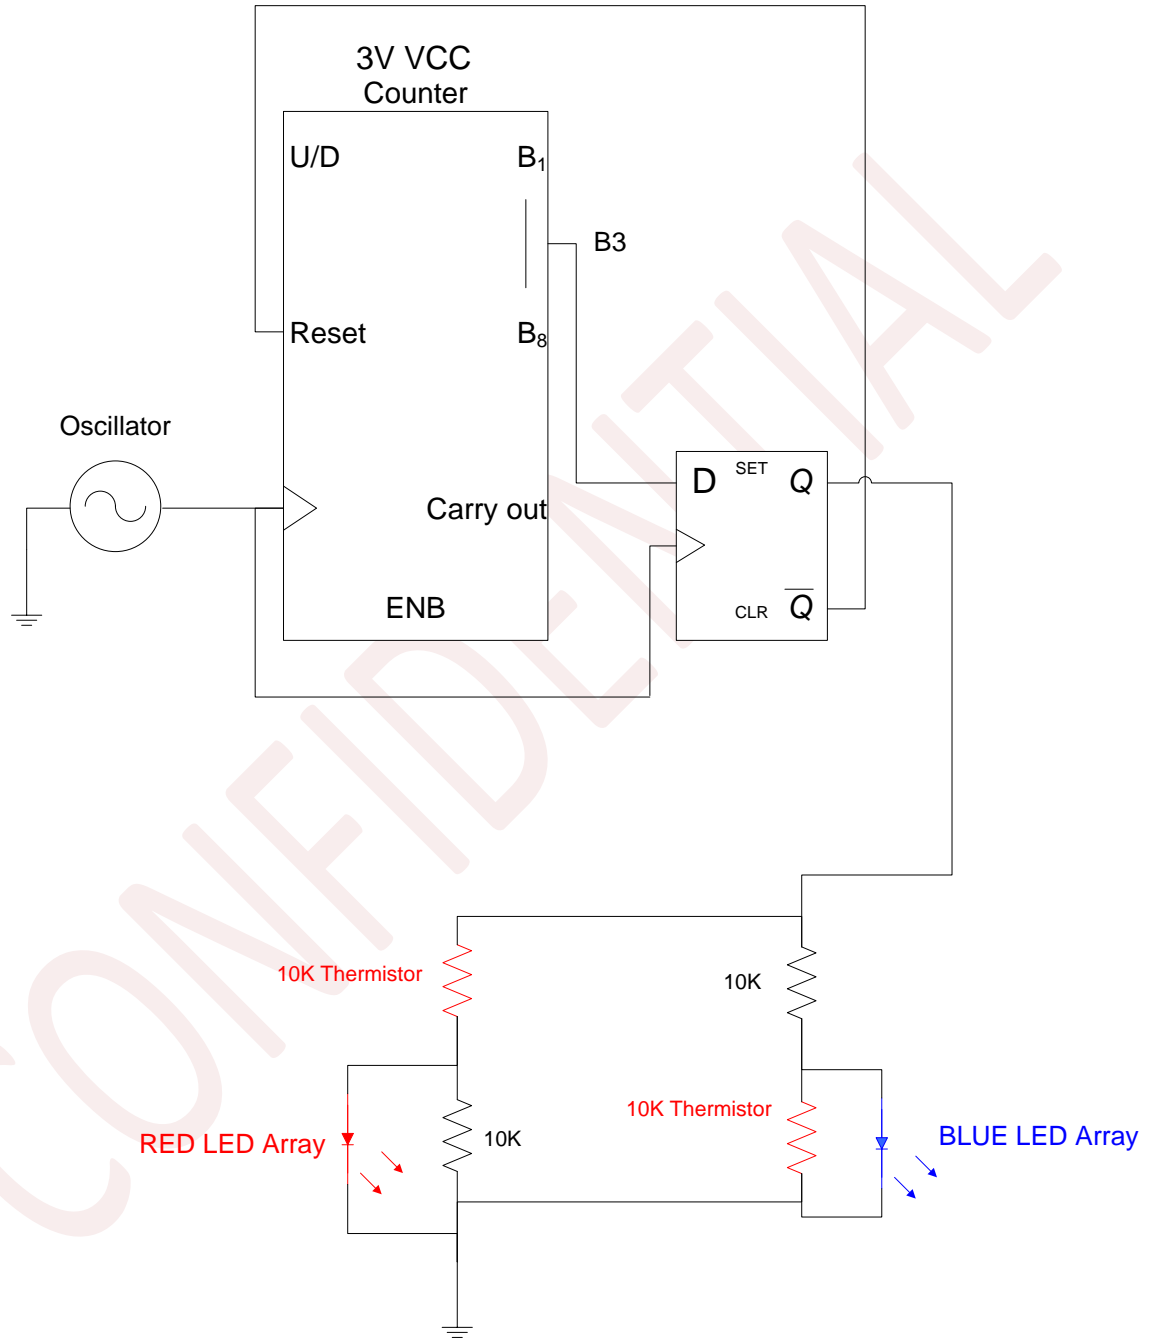 3V VCC
Counter
U/D
B1
B3
Reset
B8
Oscillator
D
SET
Q
Carry out
ENB
CLR
Q
10K Thermistor
10K
10K Thermistor
RED LED Array
10K
BLUE LED Array
CONFIDENTIAL